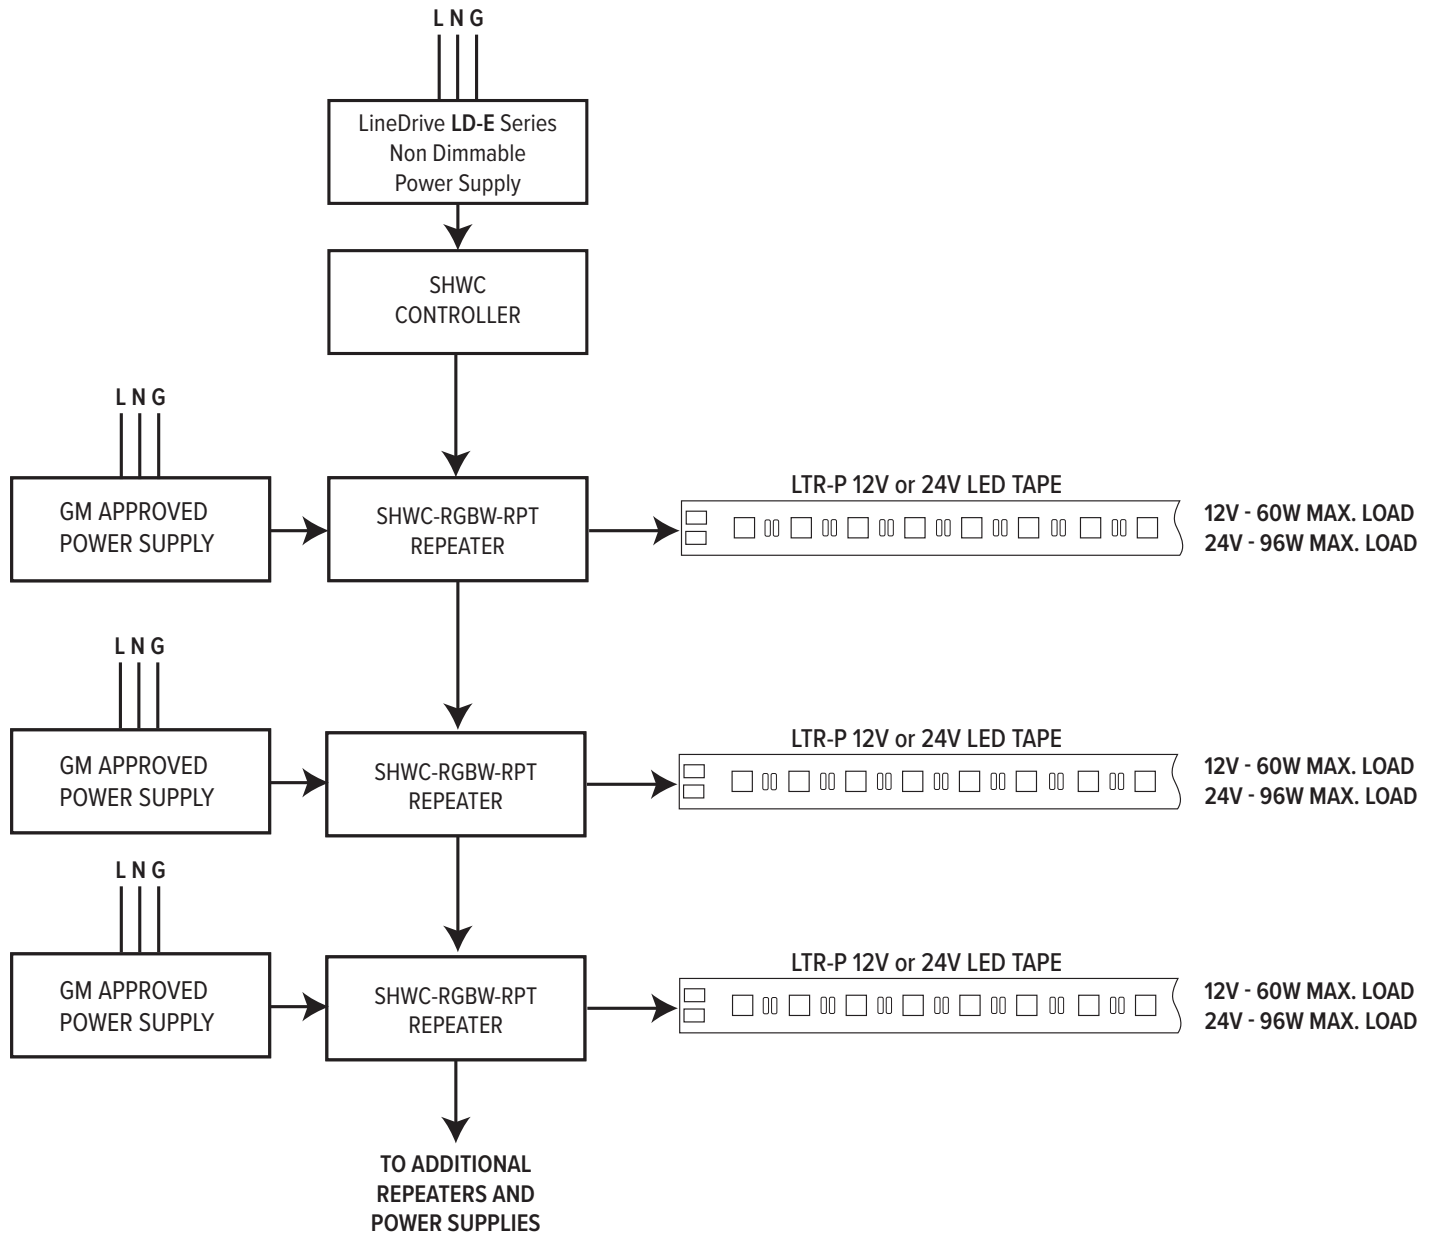 L N G
LineDrive LD-E Series
Non Dimmable
Power Supply
SHWC
CONTROLLER
L N G
GM APPROVED
POWER SUPPLY
SHWC-RGBW-RPT
REPEATER
LTR-P 12V or 24V LED TAPE
12V - 60W MAX. LOAD
24V - 96W MAX. LOAD
L N G
GM APPROVED
POWER SUPPLY
SHWC-RGBW-RPT
REPEATER
LTR-P 12V or 24V LED TAPE
12V - 60W MAX. LOAD
24V - 96W MAX. LOAD
L N G
GM APPROVED
POWER SUPPLY
SHWC-RGBW-RPT
REPEATER
LTR-P 12V or 24V LED TAPE
12V - 60W MAX. LOAD
24V - 96W MAX. LOAD
TO ADDITIONAL
REPEATERS AND
POWER SUPPLIES